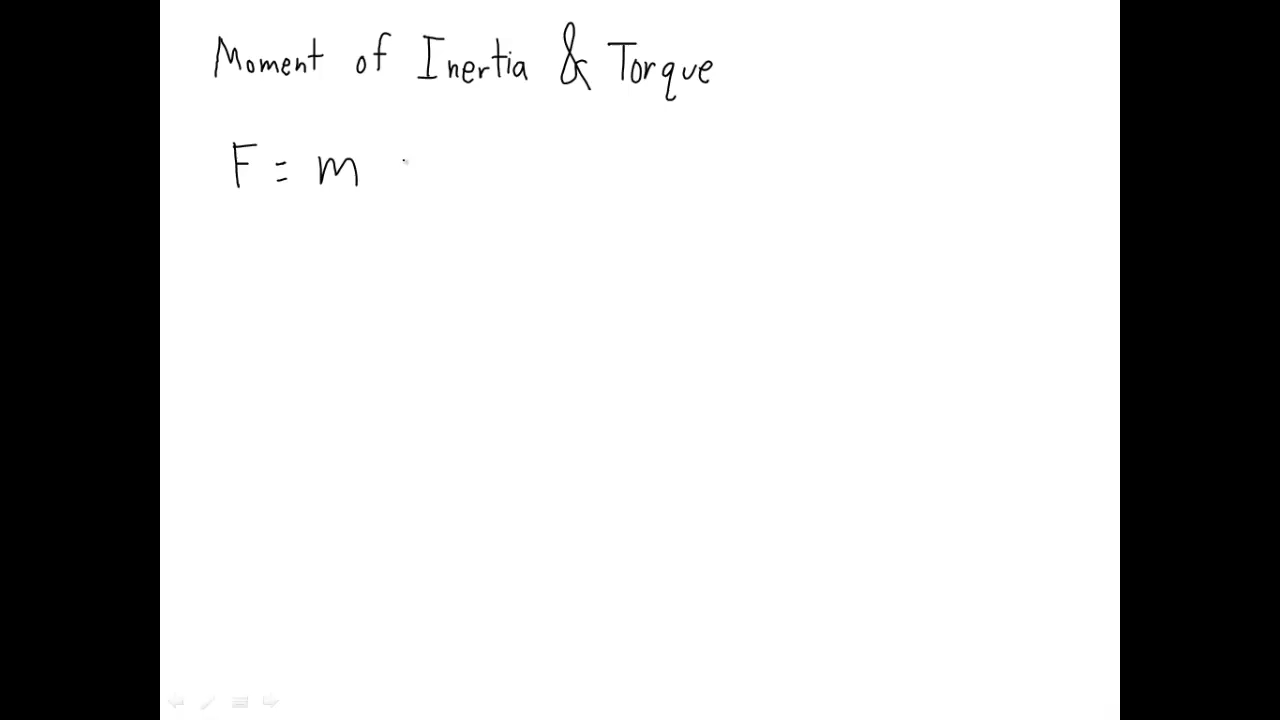 Moment of Inertia & Torque
F = m